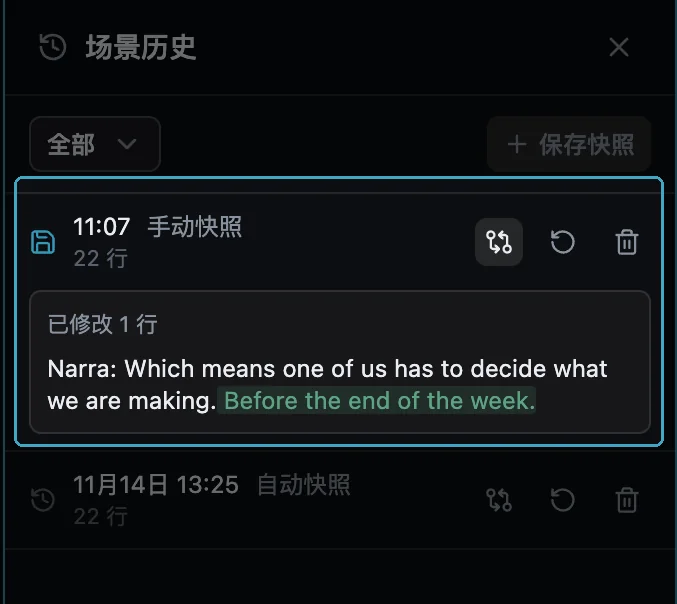 场景历史
全部
保存快照
11:07 手动快照
22 行
已修改 1 行
Narra: Which means one of us has to decide what
we are making. Before the end of the week.
11月14日 13:25 自动快照
22 行